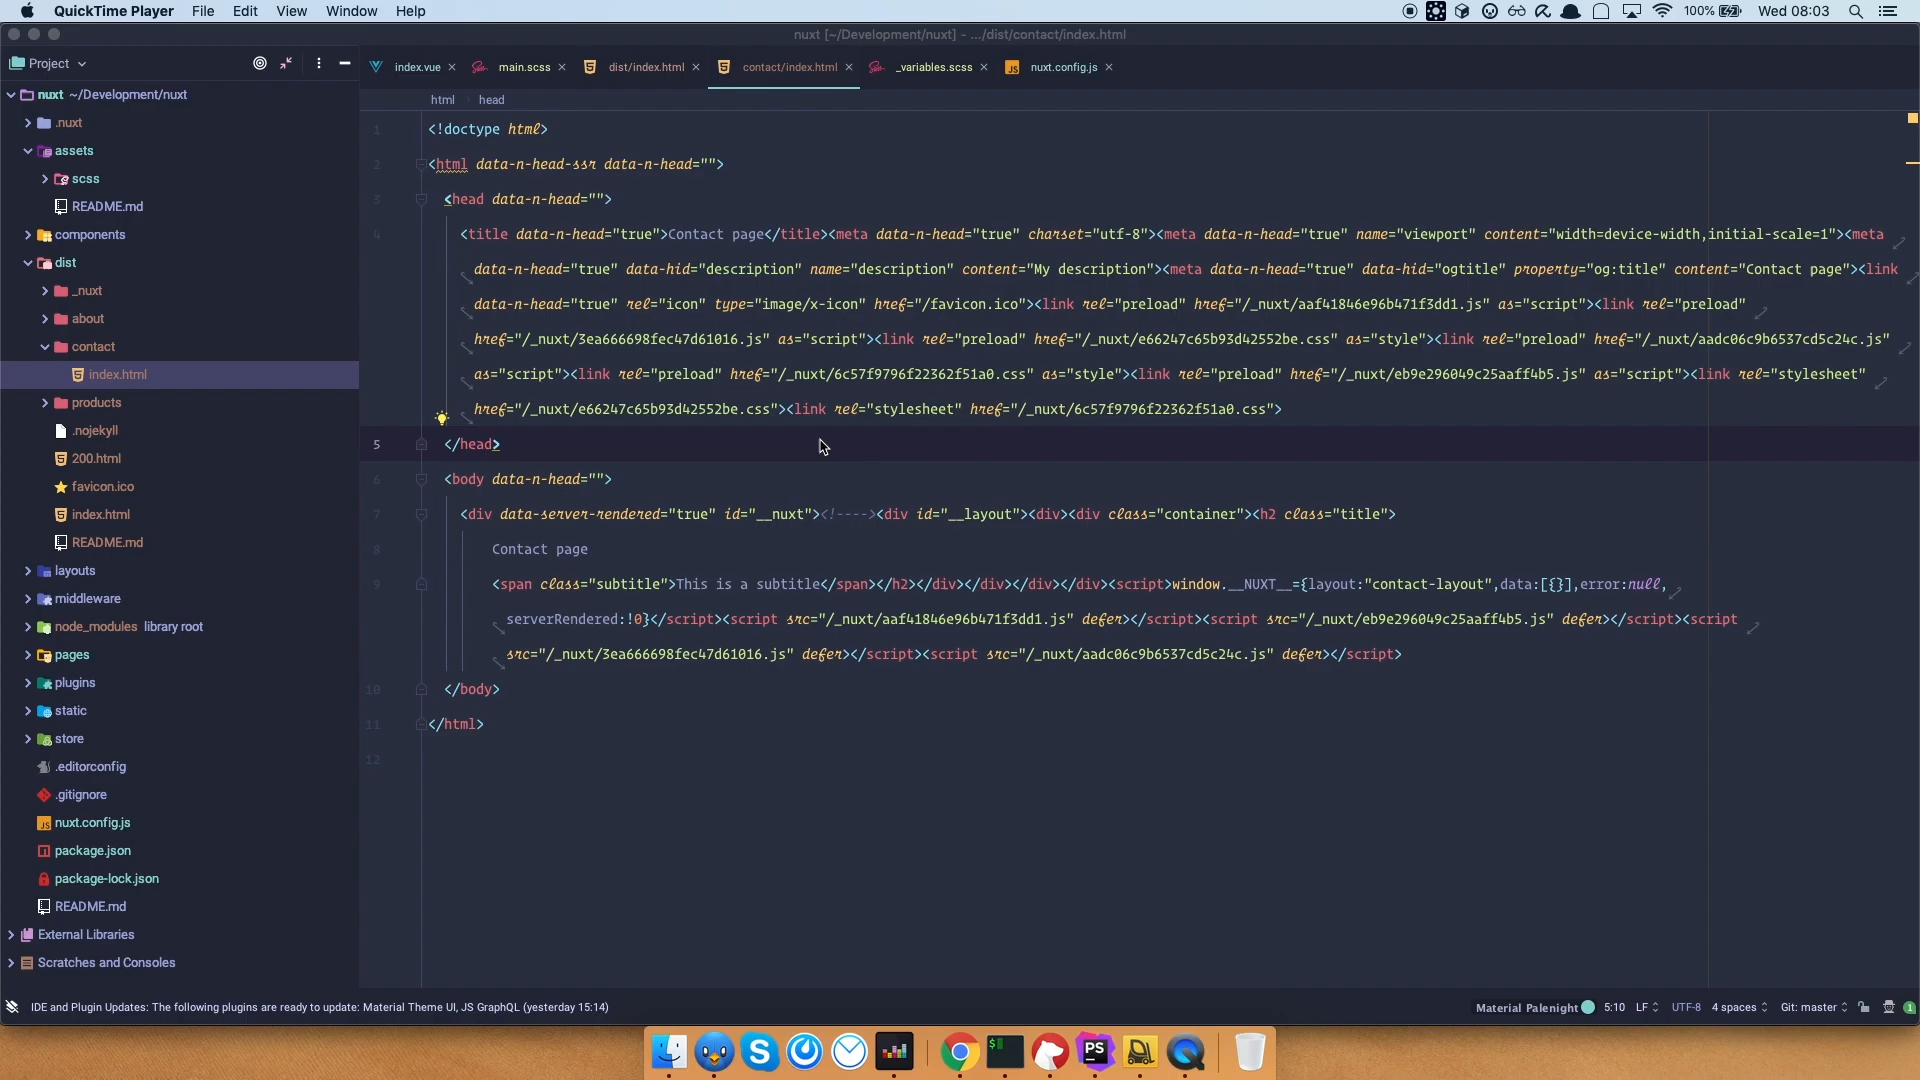 QuickTime Player File Edit View Window Help 100% Wed 08:03
nuxt [~/Development/nuxt] - .../dist/contact/index.html
Project
index.vue main.scss dist/index.html contact/index.html _variables.scss nuxt.config.js
html head
nuxt ~/Development/nuxt
.nuxt
assets
scss
README.md
components
dist
_nuxt
about
contact
index.html
products
.nojekyll
200.html
favicon.ico
index.html
README.md
layouts
middleware
node_modules library root
pages
plugins
static
store
.editorconfig
.gitignore
nuxt.config.js
package.json
package-lock.json
README.md
External Libraries
Scratches and Consoles
1 <!doctype html>
2 <html data-n-head-ssr data-n-head="">
3 <head data-n-head="">
4 <title data-n-head="true">Contact page</title><meta data-n-head="true" charset="utf-8"><meta data-n-head="true" name="viewport" content="width=device-width,initial-scale=1"><meta
data-n-head="true" data-hid="description" name="description" content="My description"><meta data-n-head="true" data-hid="ogtitle" property="og:title" content="Contact page"><link
data-n-head="true" rel="icon" type="image/x-icon" href="/favicon.ico"><link rel="preload" href="/_nuxt/aaf41846e96b471f3dd1.js" as="script"><link rel="preload"
href="/_nuxt/3ea666698fec47d61016.js" as="script"><link rel="preload" href="/_nuxt/e66247c65b93d42552be.css" as="style"><link rel="preload" href="/_nuxt/aadc06c9b6537cd5c24c.js"
as="script"><link rel="preload" href="/_nuxt/6c57f9796f22362f51a0.css" as="style"><link rel="preload" href="/_nuxt/eb9e296049c25aaff4b5.js" as="script"><link rel="stylesheet"
href="/_nuxt/e66247c65b93d42552be.css"><link rel="stylesheet" href="/_nuxt/6c57f9796f22362f51a0.css">
5 </head>
6 <body data-n-head="">
7 <div data-server-rendered="true" id="__nuxt"><!----><div id="__layout"><div><div class="container"><h2 class="title">
8 Contact page
9 <span class="subtitle">This is a subtitle</span></h2></div></div></div></div><script>window.__NUXT__={layout:"contact-layout",data:[{}],error:null,
serverRendered:!0}</script><script src="/_nuxt/aaf41846e96b471f3dd1.js" defer></script><script src="/_nuxt/eb9e296049c25aaff4b5.js" defer></script><script
src="/_nuxt/3ea666698fec47d61016.js" defer></script><script src="/_nuxt/aadc06c9b6537cd5c24c.js" defer></script>
10 </body>
11 </html>
12
IDE and Plugin Updates: The following plugins are ready to update: Material Theme UI, JS GraphQL (yesterday 15:14) Material Palenight 5:10 LF UTF-8 4 spaces Git: master 1
$ PS